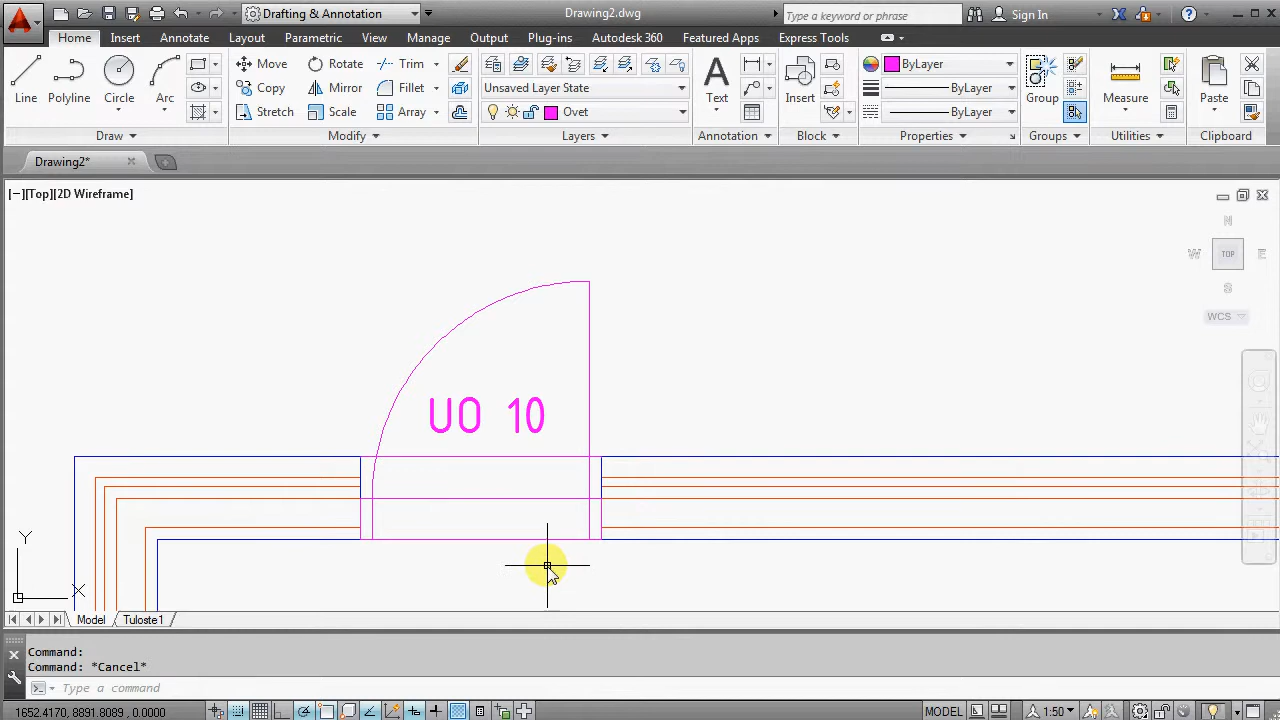 Drafting & Annotation
Drawing2.dwg
Type a keyword or phrase
Sign In
Home Insert Annotate Layout Parametric View Manage Output Plug-ins Autodesk 360 Featured Apps Express Tools
Line Polyline Circle Arc
Move Rotate Trim
Copy Mirror Fillet
Stretch Scale Array
Unsaved Layer State
Ovet
Text
Insert
ByLayer
ByLayer
ByLayer
Group
Measure
Paste
Draw Modify Layers Annotation Block Properties Groups Utilities Clipboard
Drawing2*
[−][Top][2D Wireframe]
N
W TOP E
S
WCS
UO 10
Y
X
Model Tuloste1
Command:
Command: *Cancel*
Type a command
1652.4170, 8891.8089, 0.0000
MODEL
1:50